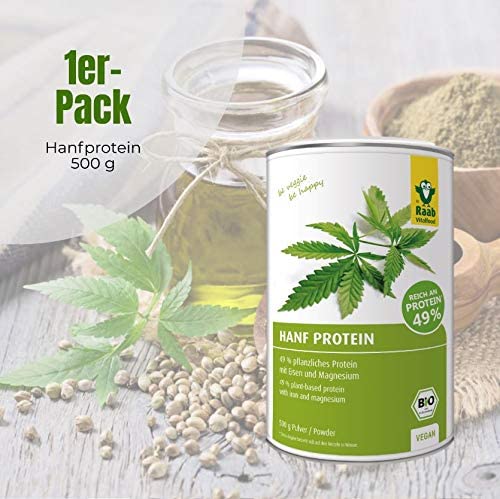 1er-
Pack
Hanfprotein
500 g
be veggie
be happy
Raab
Vitalfood
REICH AN
PROTEIN
49%
HANF PROTEIN
49 % pflanzliches Protein
mit Eisen und Magnesium
49 % plant-based protein
with iron and magnesium
500 g Pulver / Powder
BIO
VEGAN